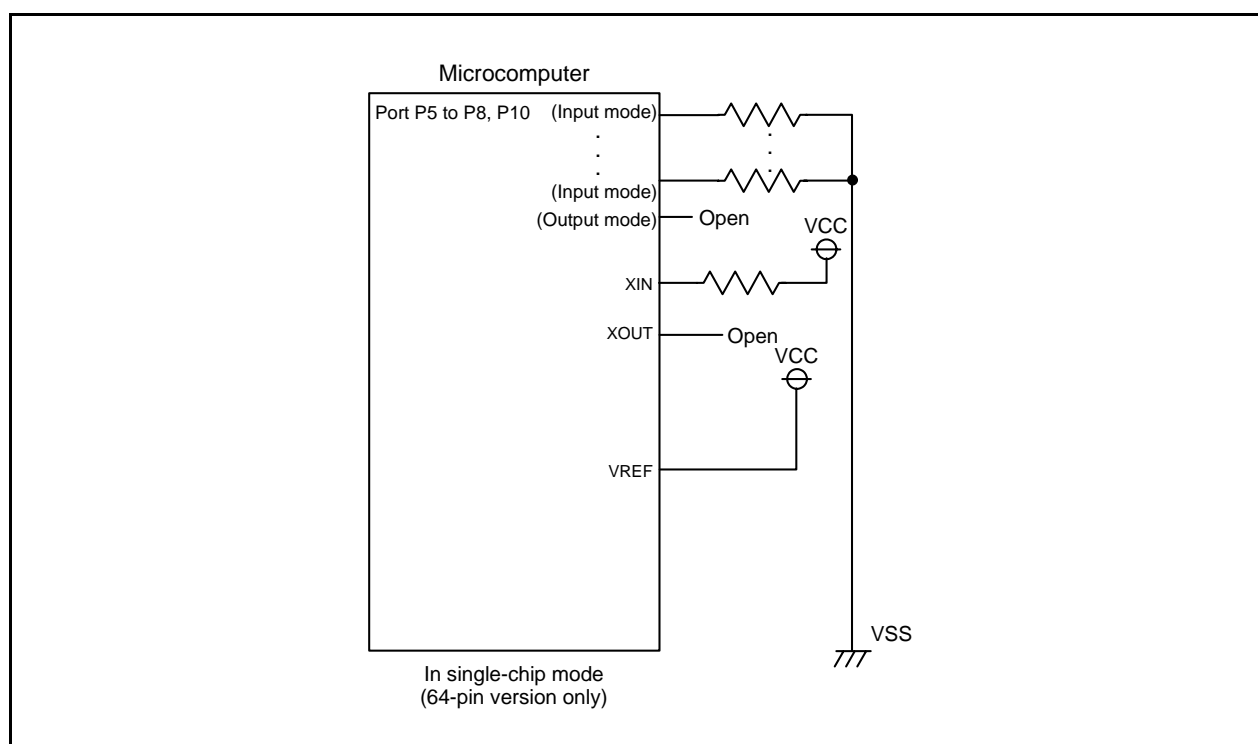 Microcomputer
Port P5 to P8, P10 (Input mode)
(Input mode)
(Output mode) Open
VCC
XIN
XOUT Open
VCC
VREF
VSS
In single-chip mode
(64-pin version only)